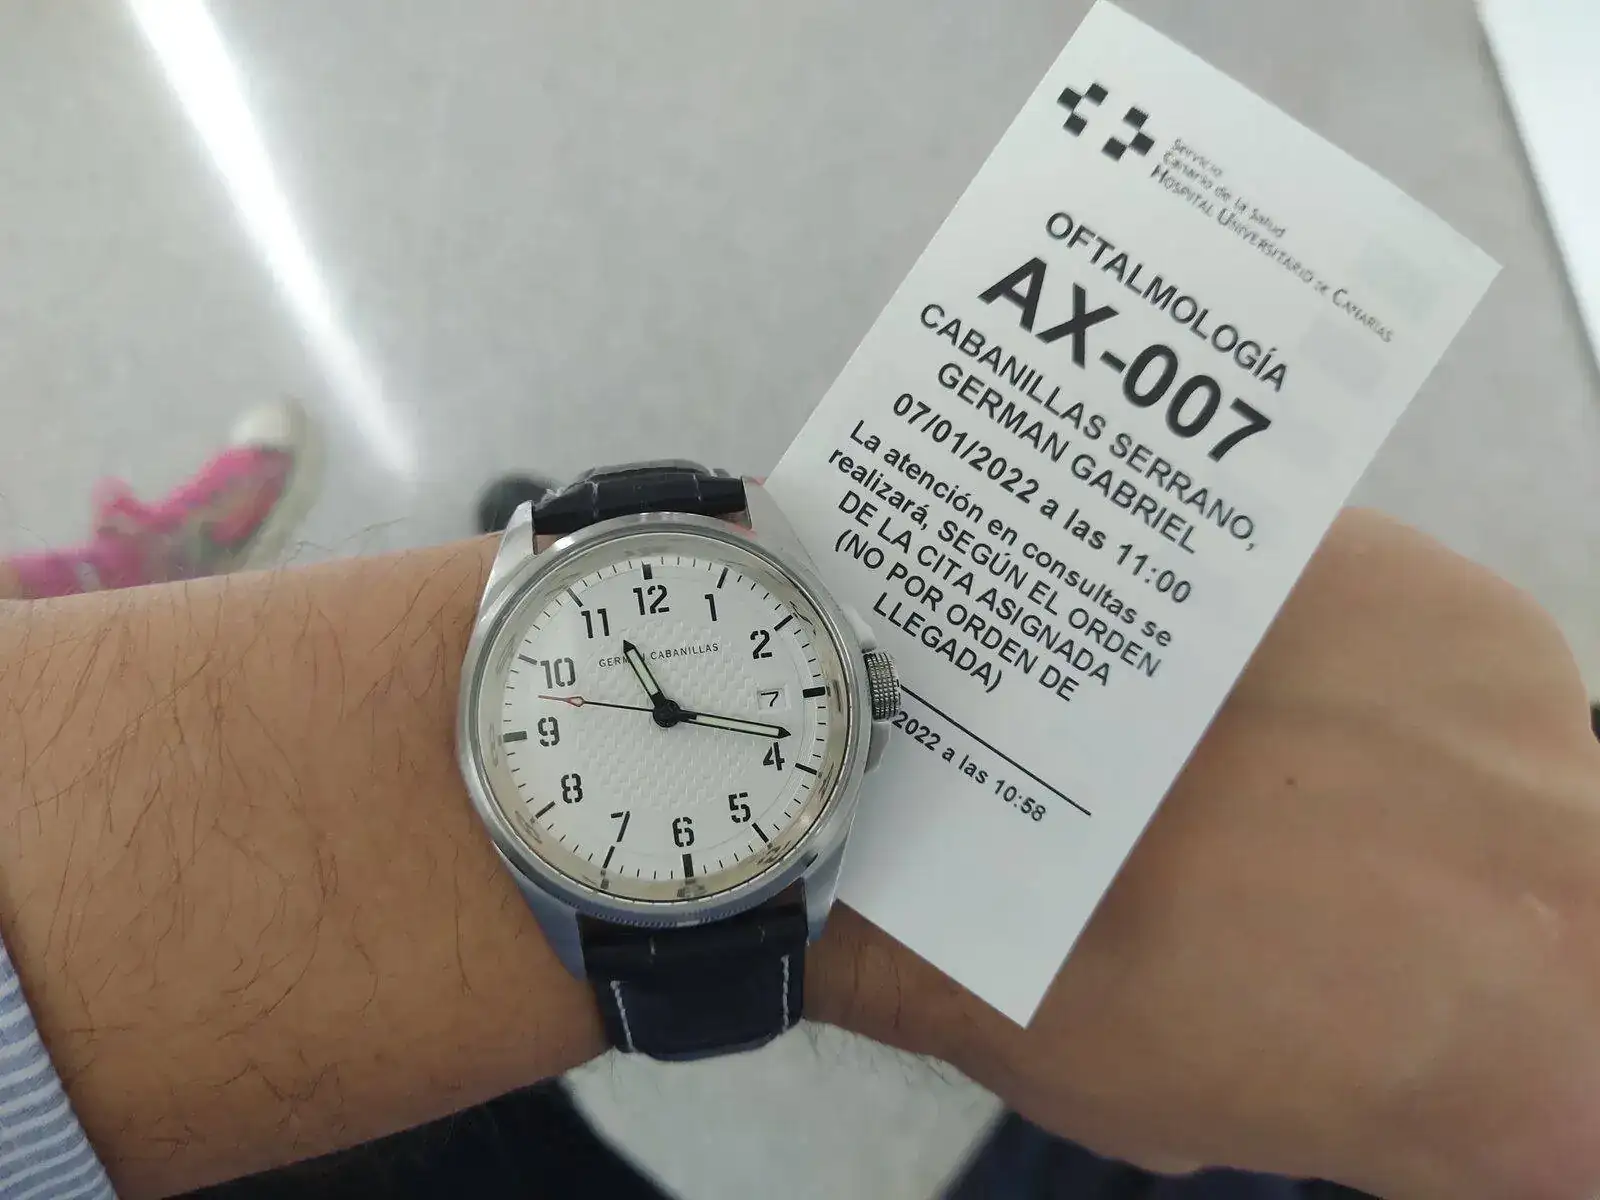 Servicio
Canario de la Salud
HOSPITAL UNIVERSITARIO DE CANARIAS
OFTALMOLOGÍA
AX-007
CABANILLAS SERRANO,
GERMAN GABRIEL
07/01/2022 a las 11:00
La atención en consultas se
realizará, SEGÚN EL ORDEN
DE LA CITA ASIGNADA
(NO POR ORDEN DE
LLEGADA)
2022 a las 10:58
12
1
2
7
4
5
6
7
8
9
10
11
GERMAN CABANILLAS